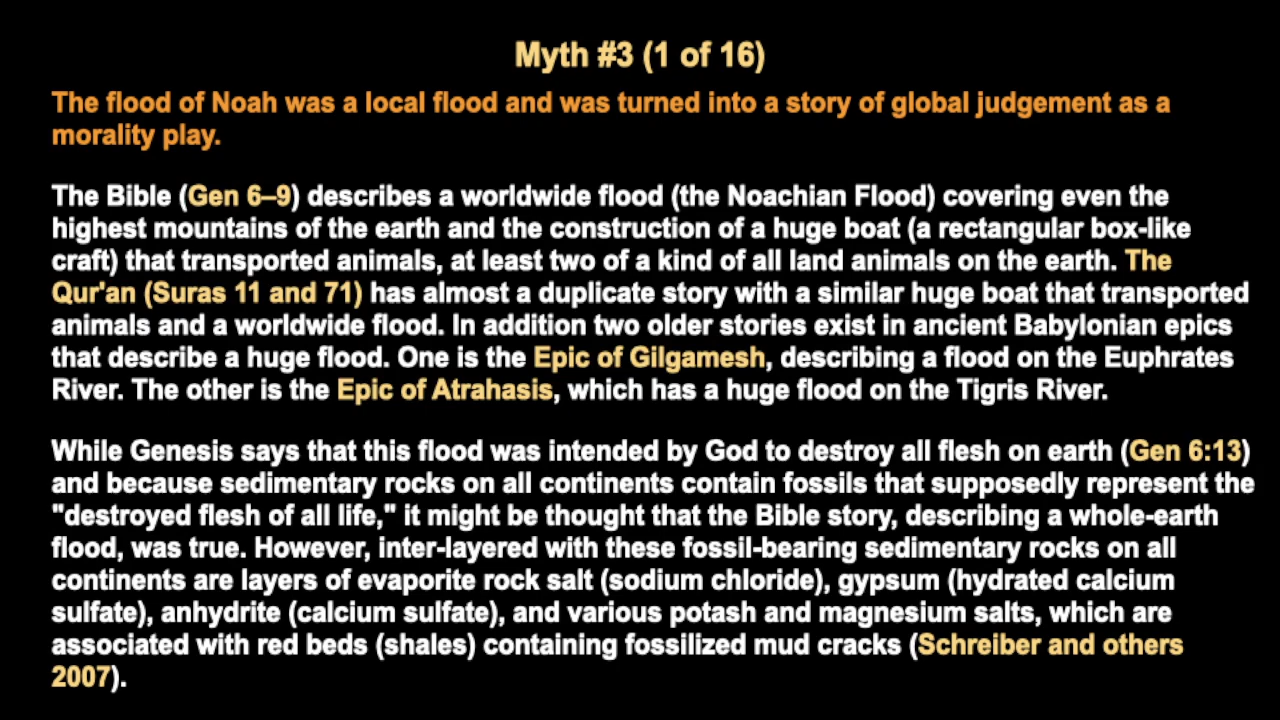 Myth #3 (1 of 16)
The flood of Noah was a local flood and was turned into a story of global judgement as a
morality play.
The Bible (Gen 6–9) describes a worldwide flood (the Noachian Flood) covering even the
highest mountains of the earth and the construction of a huge boat (a rectangular box-like
craft) that transported animals, at least two of a kind of all land animals on the earth. The
Qur'an (Suras 11 and 71) has almost a duplicate story with a similar huge boat that transported
animals and a worldwide flood. In addition two older stories exist in ancient Babylonian epics
that describe a huge flood. One is the Epic of Gilgamesh, describing a flood on the Euphrates
River. The other is the Epic of Atrahasis, which has a huge flood on the Tigris River.
While Genesis says that this flood was intended by God to destroy all flesh on earth (Gen 6:13)
and because sedimentary rocks on all continents contain fossils that supposedly represent the
"destroyed flesh of all life," it might be thought that the Bible story, describing a whole-earth
flood, was true. However, inter-layered with these fossil-bearing sedimentary rocks on all
continents are layers of evaporite rock salt (sodium chloride), gypsum (hydrated calcium
sulfate), anhydrite (calcium sulfate), and various potash and magnesium salts, which are
associated with red beds (shales) containing fossilized mud cracks (Schreiber and others
2007).